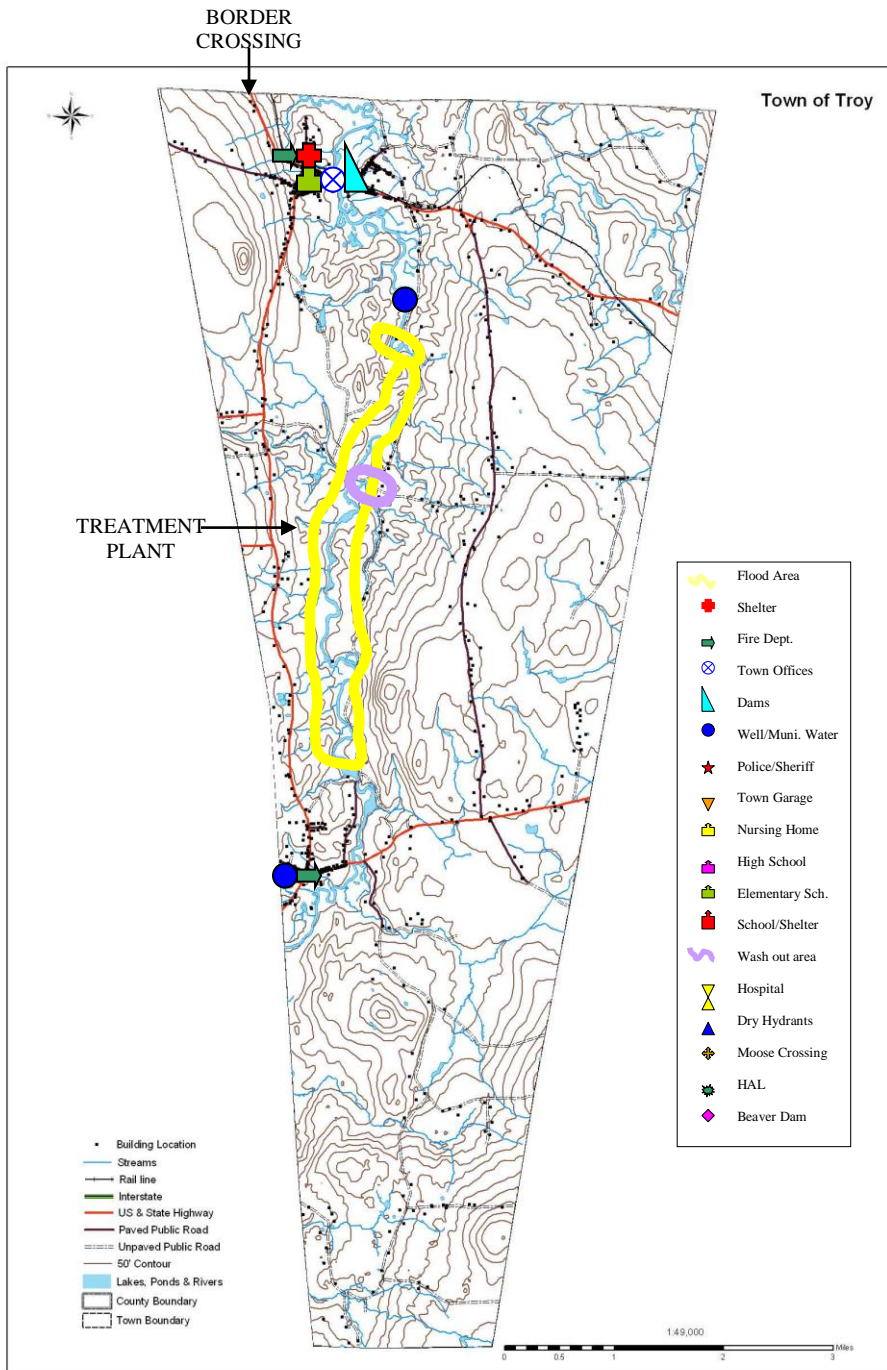 BORDER
CROSSING
Town of Troy
TREATMENT
PLANT
Flood Area
Shelter
Fire Dept.
Town Offices
Dams
Well/Muni. Water
Police/Sheriff
Town Garage
Nursing Home
High School
Elementary Sch.
School/Shelter
Wash out area
Hospital
Dry Hydrants
Moose Crossing
HAL
Beaver Dam
Building Location
Streams
Rail line
Interstate
US & State Highway
Paved Public Road
Unpaved Public Road
50' Contour
Lakes, Ponds & Rivers
County Boundary
Town Boundary
1:49,000
Miles
0 0.5 1 2 3